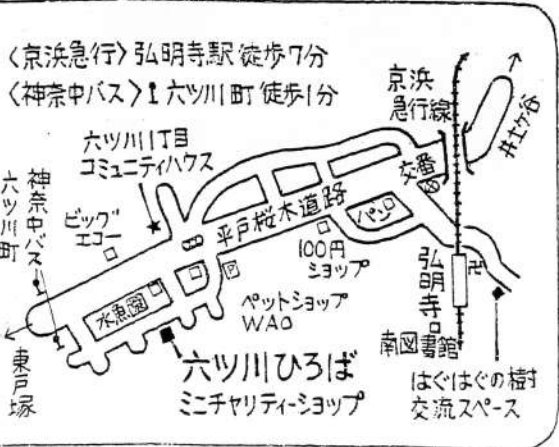 〈京浜急行〉弘明寺駅 徒歩7分
〈神奈中バス〉六ツ川町 徒歩1分
京浜
急行線
井土ヶ谷
六ツ川1丁目
コミュニティハウス
交番
神奈中バス
六ツ川町
ビッグ
エコー
平戸桜木道路
パン
100円
ショップ
弘明寺
卍
水魚園
ペットショップ
WAO
南図書館
東戸塚
六ツ川ひろば
ミニチャリティーショップ
はぐはぐの樹
交流スペース